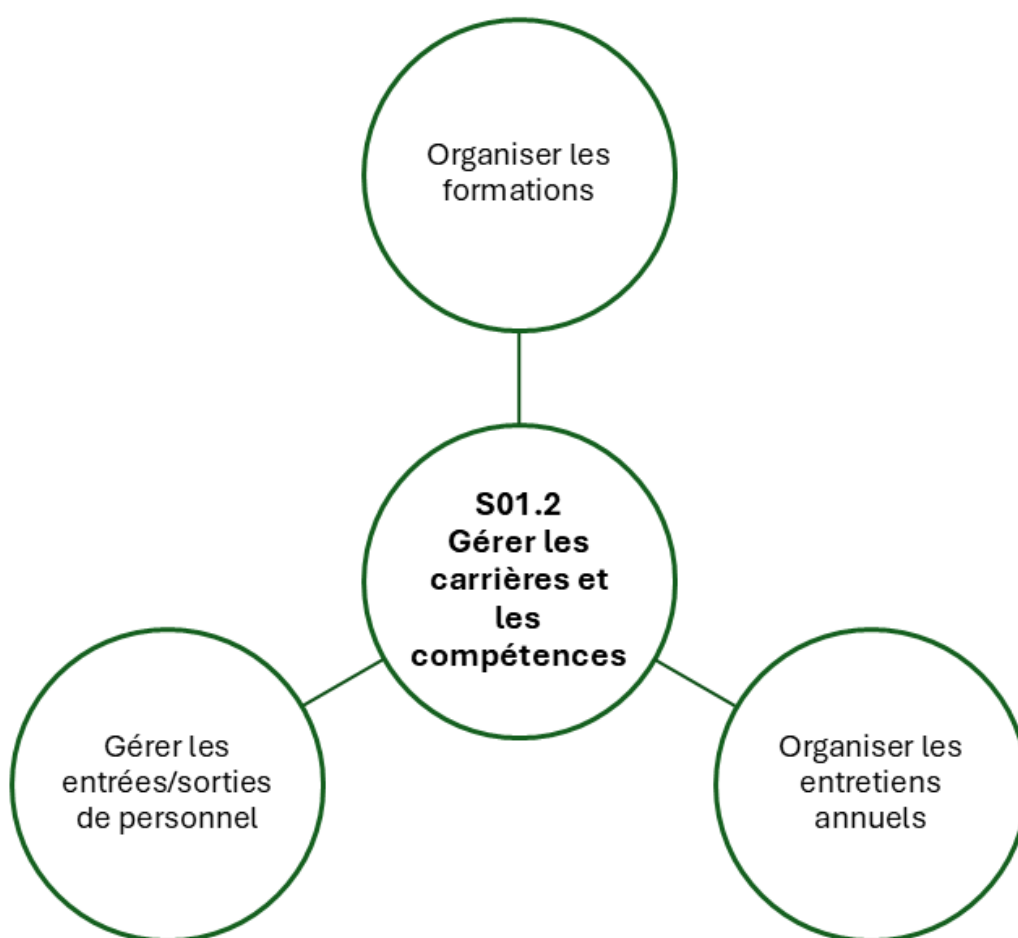 Organiser les
formations
S01.2
Gérer les
carrières et
les
compétences
Gérer les
entrées/sorties
de personnel
Organiser les
entretiens
annuels